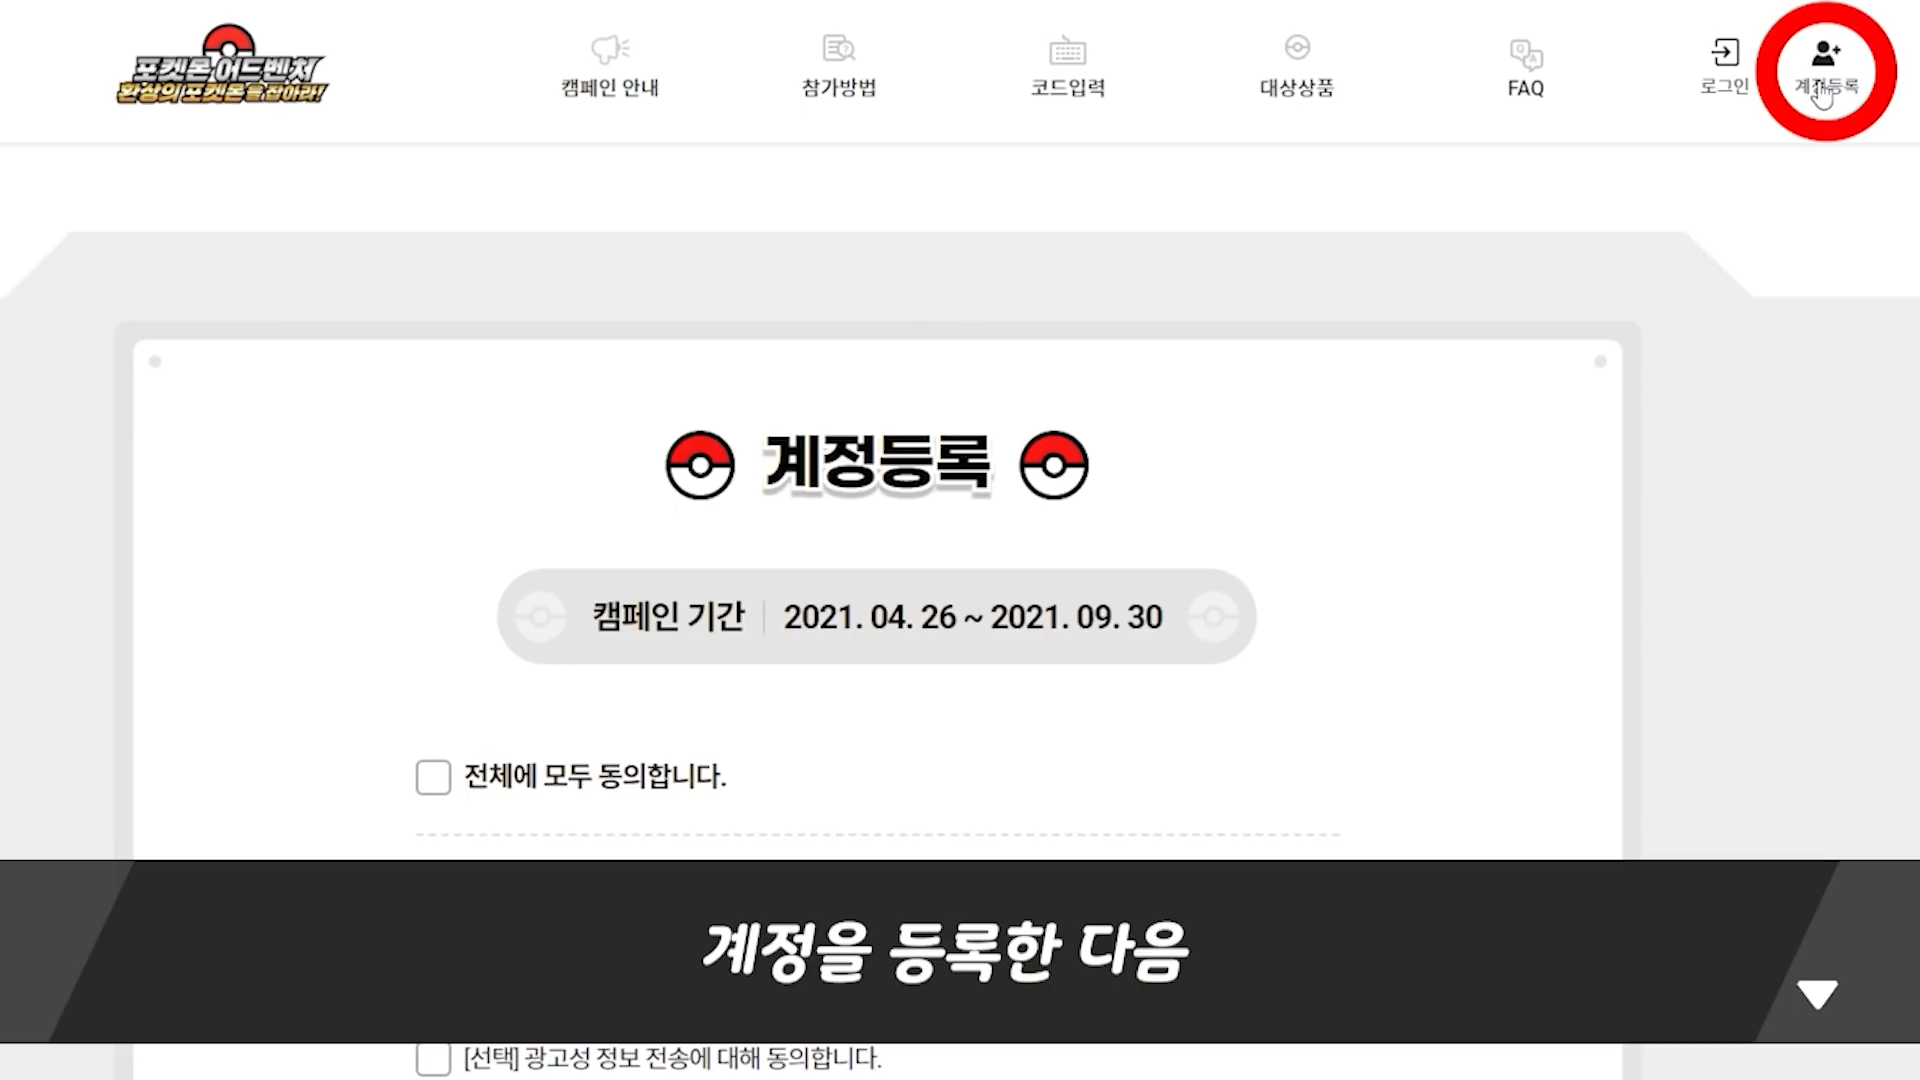 포켓몬 어드벤처
환상의 포켓몬을 잡아라!
캠페인 안내
참가방법
코드입력
대상상품
FAQ
로그인
계정등록
계정등록
캠페인 기간 2021. 04. 26 ~ 2021. 09. 30
전체에 모두 동의합니다.
계정을 등록한 다음
[선택] 광고성 정보 전송에 대해 동의합니다.